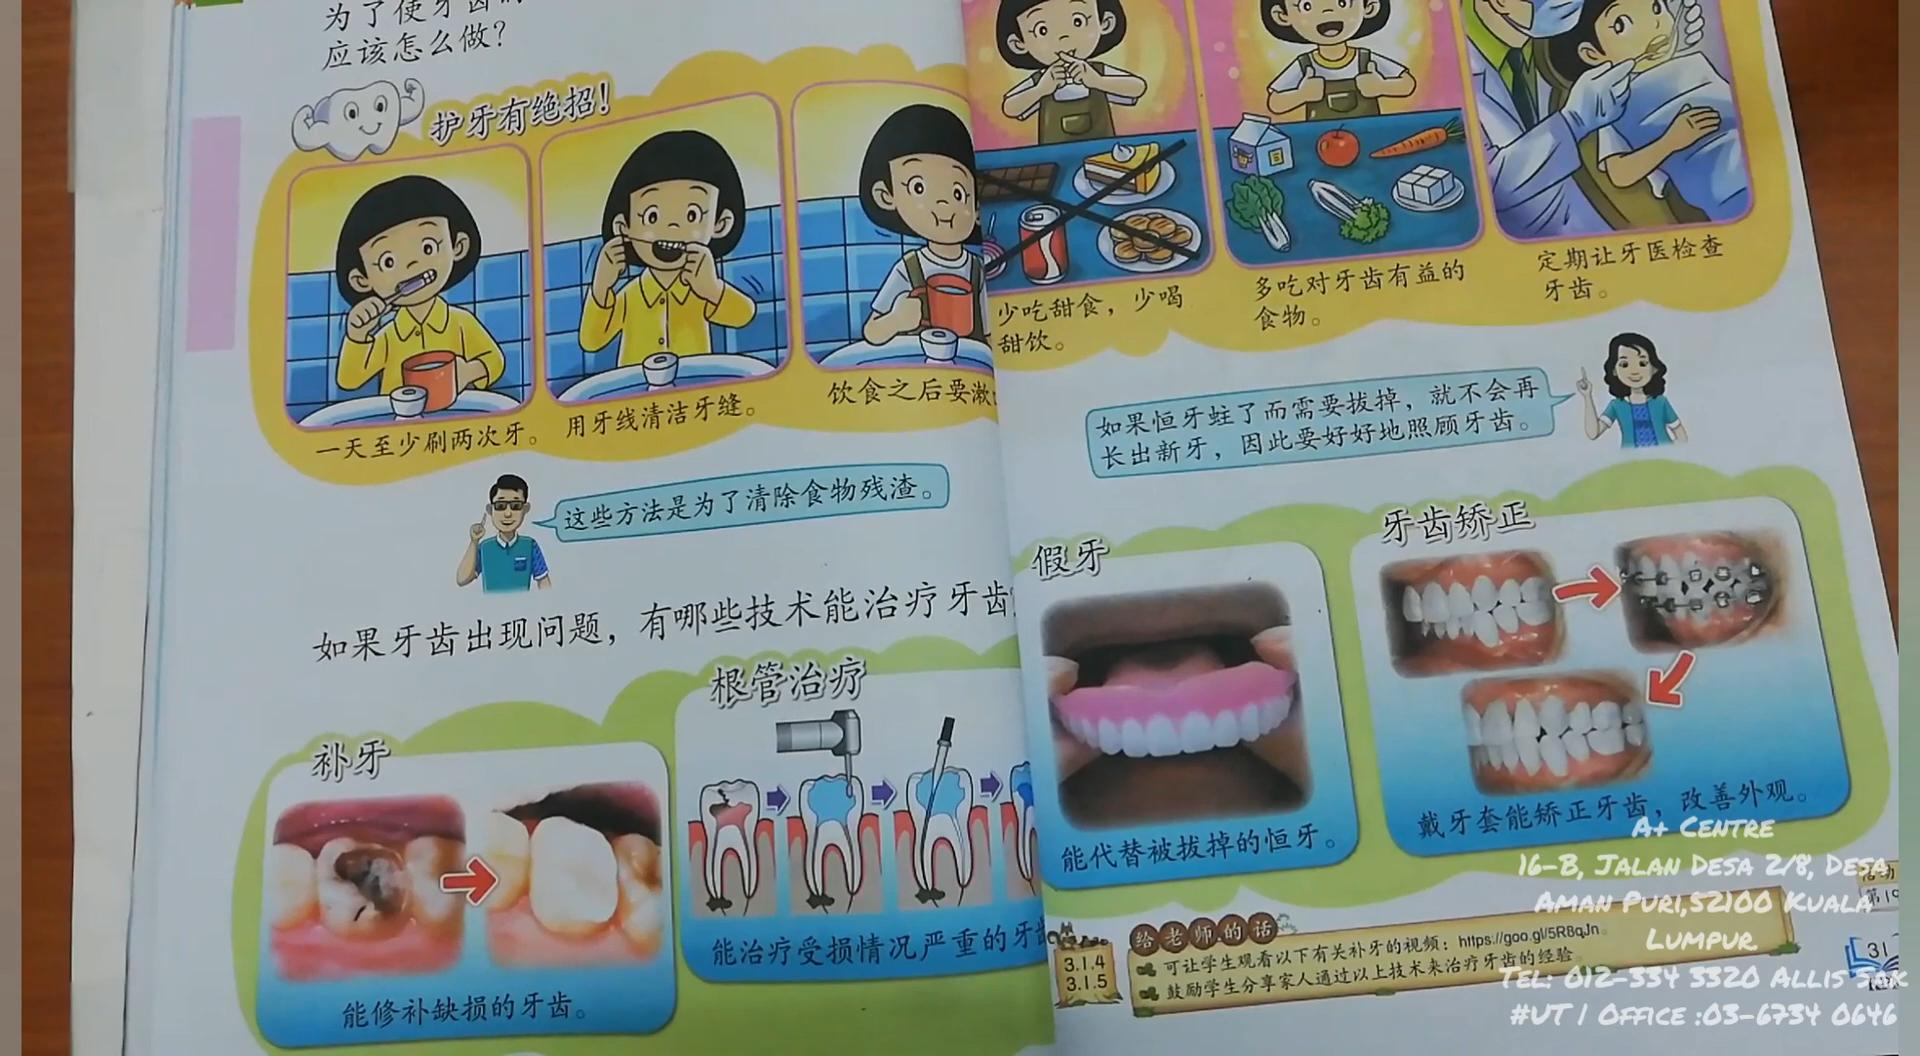 为了使牙齿
应该怎么做？
护牙有绝招！
一天至少刷两次牙。
用牙线清洁牙缝。
饮食之后要漱
这些方法是为了清除食物残渣。
如果牙齿出现问题，有哪些技术能治疗牙齿
补牙
能修补缺损的牙齿。
根管治疗
能治疗受损情况严重的牙
少吃甜食，少喝
甜饮。
多吃对牙齿有益的
食物。
定期让牙医检查
牙齿。
如果恒牙蛀了而需要拔掉，就不会再
长出新牙，因此要好好地照顾牙齿。
假牙
能代替被拔掉的恒牙。
牙齿矫正
戴牙套能矫正牙齿，改善外观。
3.1.4
3.1.5
给老师的话
可让学生观看以下有关补牙的视频：https://goo.gl/5R8qJn。
鼓励学生分享家人通过以上技术来治疗牙齿的经验。
活动
第19
31
A+ Centre
16-B, Jalan Desa 2/8, Desa
Aman Puri,52100 Kuala
Lumpur
Tel: 012-334 3320 Allis Sok
#UT | Office :03-6734 0646